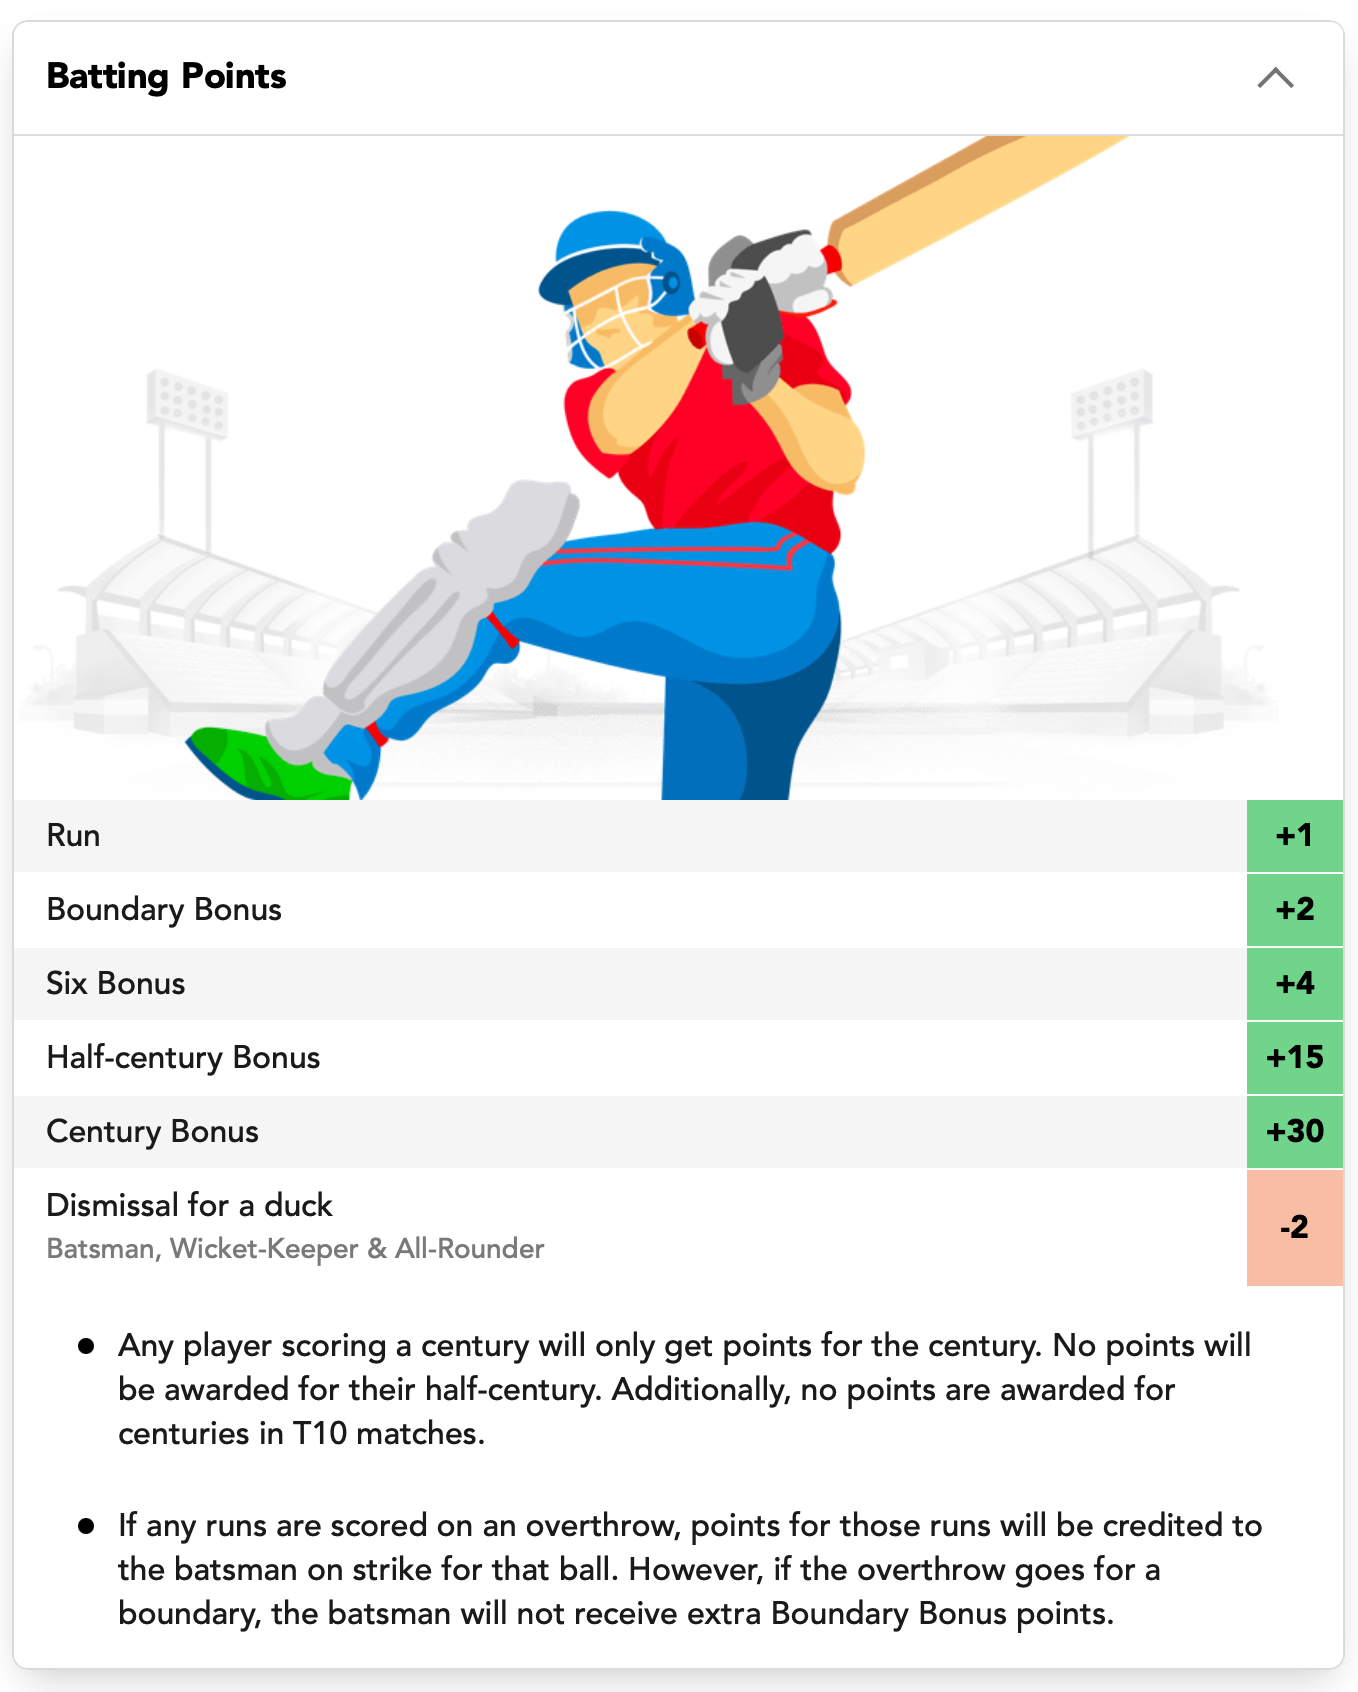 Batting Points
Run
+1
Boundary Bonus
+2
Six Bonus
+4
Half-century Bonus
+15
Century Bonus
+30
Dismissal for a duck
Batsman, Wicket-Keeper & All-Rounder
-2
● Any player scoring a century will only get points for the century. No points will
be awarded for their half-century. Additionally, no points are awarded for
centuries in T10 matches.
● If any runs are scored on an overthrow, points for those runs will be credited to
the batsman on strike for that ball. However, if the overthrow goes for a
boundary, the batsman will not receive extra Boundary Bonus points.